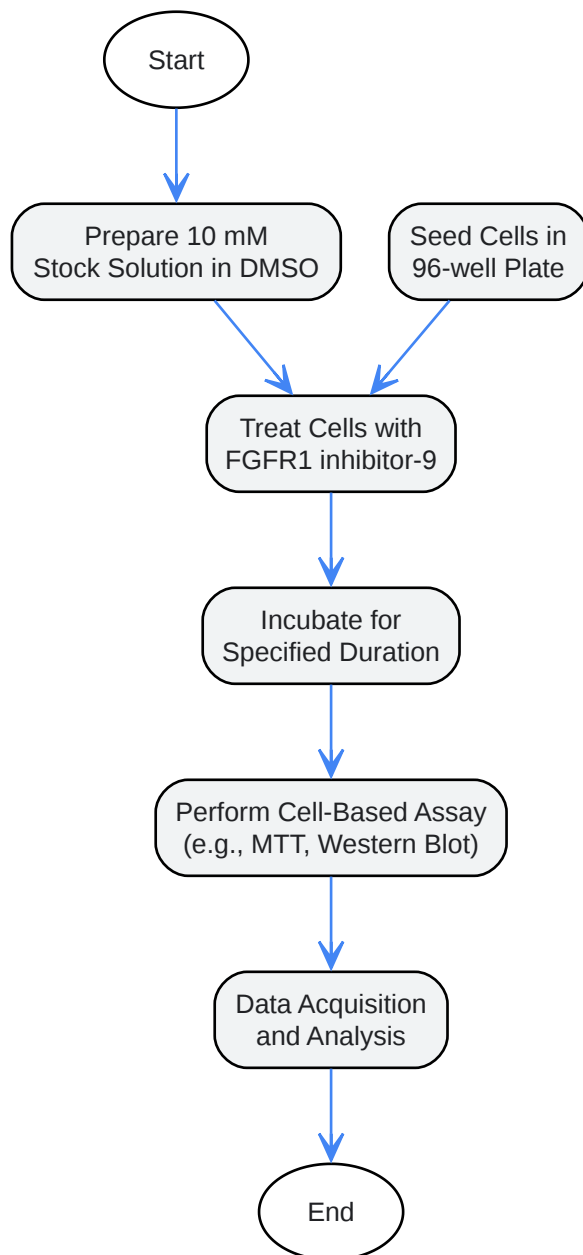 Start
Prepare 10 mM
Stock Solution in DMSO
Seed Cells in
96-well Plate
Treat Cells with
FGFR1 inhibitor-9
Incubate for
Specified Duration
Perform Cell-Based Assay
(e.g., MTT, Western Blot)
Data Acquisition
and Analysis
End